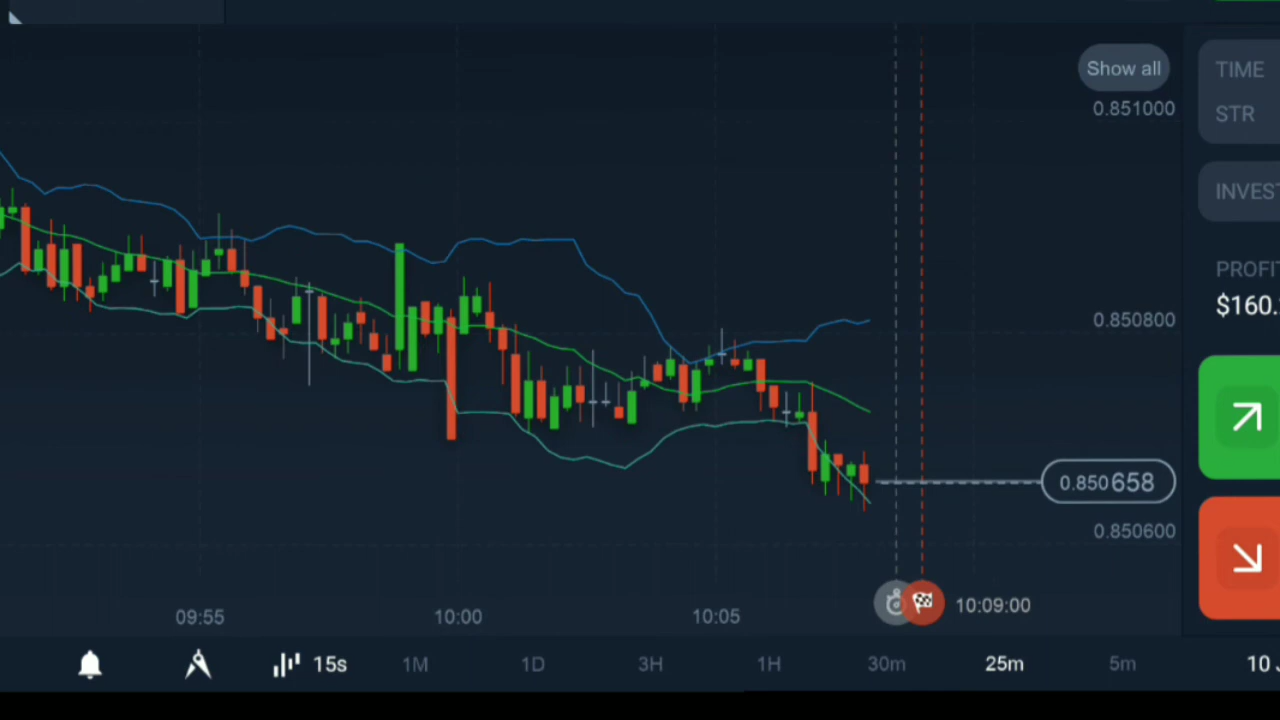 Show all
0.851000
0.850800
0.850658
0.850600
TIME
STR
INVES
PROFI
$160.
09:55
10:00
10:05
10:09:00
15s
1M
1D
3H
1H
30m
25m
5m
10